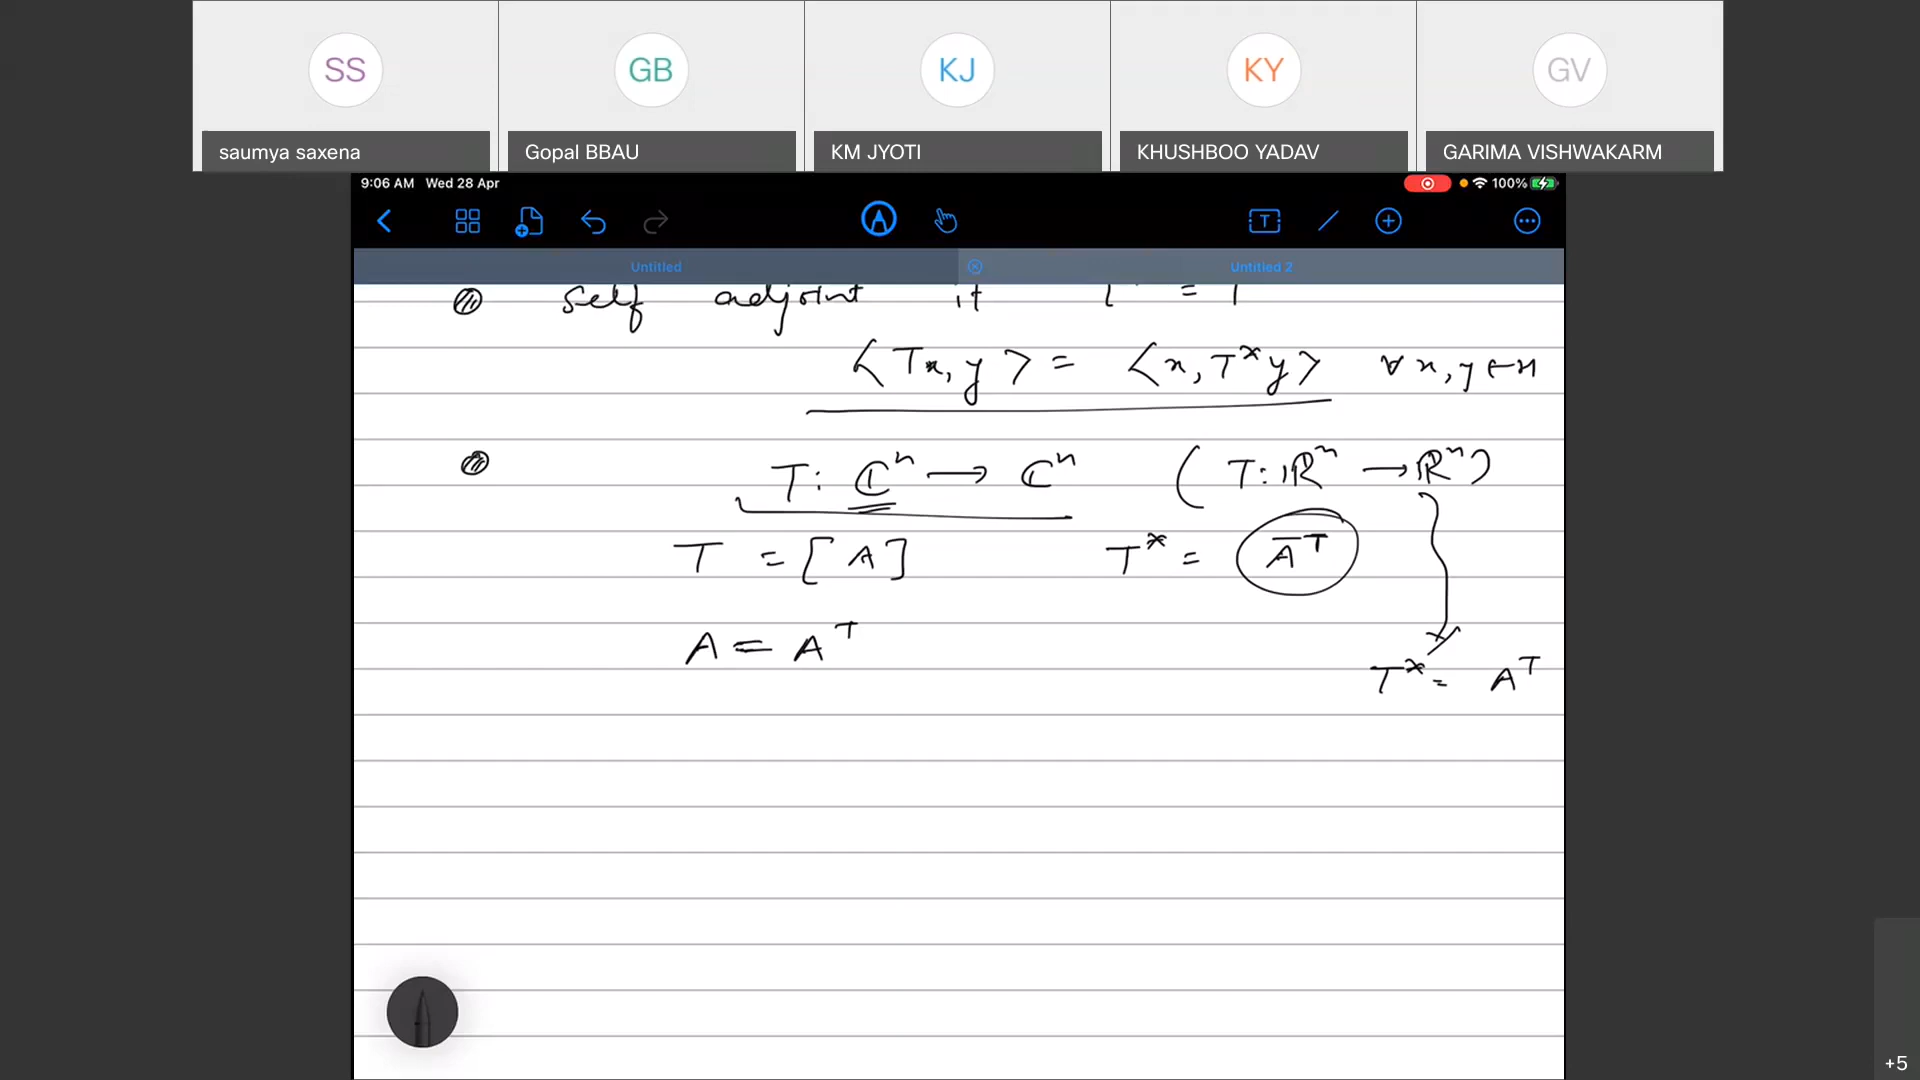 SS GB KJ KY GV
saumya saxena Gopal BBAU KM JYOTI KHUSHBOO YADAV GARIMA VISHWAKARM
9:06 AM Wed 28 Apr 100%
Untitled Untitled 2
self adjoint if T* = T
⟨Tx, y⟩ = ⟨x, T*y⟩ ∀ x, y ∈ H
T: ℂⁿ → ℂⁿ (T: ℝⁿ → ℝⁿ)
T = [A] T* = A̅ᵀ
A = Aᵀ
T* = Aᵀ
+5